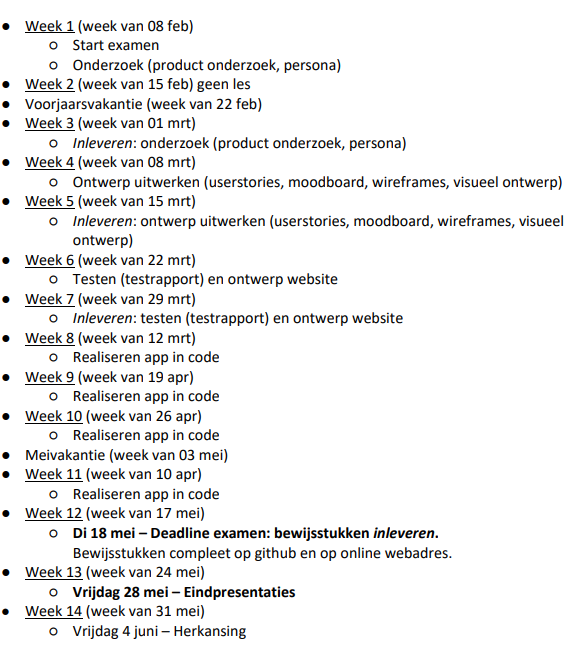 ● Week 1 (week van 08 feb)
○ Start examen
○ Onderzoek (product onderzoek, persona)
● Week 2 (week van 15 feb) geen les
● Voorjaarsvakantie (week van 22 feb)
● Week 3 (week van 01 mrt)
○ Inleveren: onderzoek (product onderzoek, persona)
● Week 4 (week van 08 mrt)
○ Ontwerp uitwerken (userstories, moodboard, wireframes, visueel ontwerp)
● Week 5 (week van 15 mrt)
○ Inleveren: ontwerp uitwerken (userstories, moodboard, wireframes, visueel
ontwerp)
● Week 6 (week van 22 mrt)
○ Testen (testrapport) en ontwerp website
● Week 7 (week van 29 mrt)
○ Inleveren: testen (testrapport) en ontwerp website
● Week 8 (week van 12 mrt)
○ Realiseren app in code
● Week 9 (week van 19 apr)
○ Realiseren app in code
● Week 10 (week van 26 apr)
○ Realiseren app in code
● Meivakantie (week van 03 mei)
● Week 11 (week van 10 apr)
○ Realiseren app in code
● Week 12 (week van 17 mei)
○ Di 18 mei – Deadline examen: bewijsstukken inleveren.
Bewijsstukken compleet op github en op online webadres.
● Week 13 (week van 24 mei)
○ Vrijdag 28 mei – Eindpresentaties
● Week 14 (week van 31 mei)
○ Vrijdag 4 juni – Herkansing